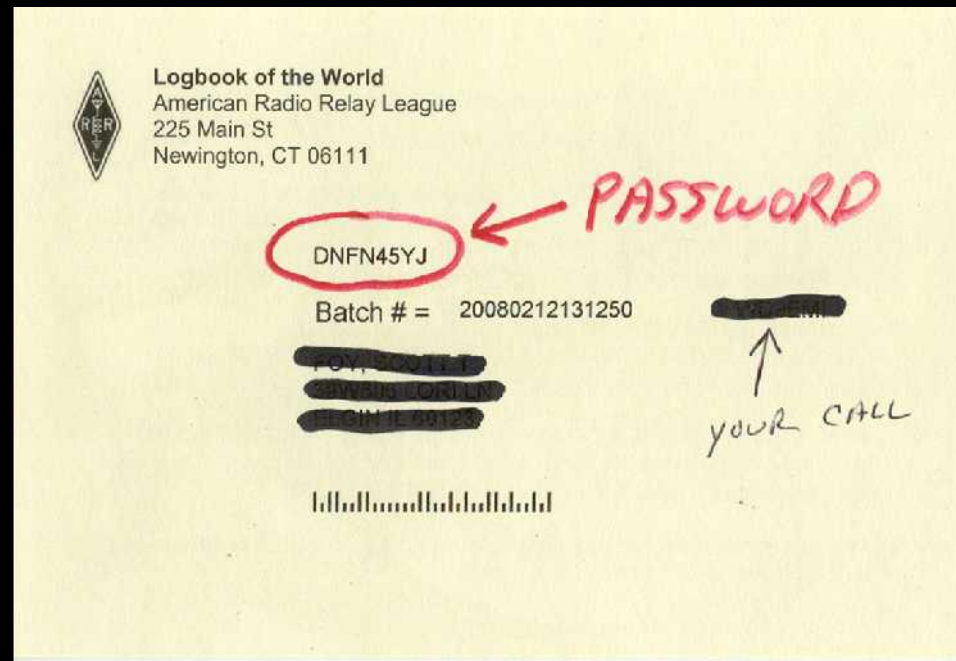 Logbook of the World
American Radio Relay League
225 Main St
Newington, CT 06111
ARRL
PASSWORD
DNFN45YJ
Batch # = 20080212131250
YOUR CALL